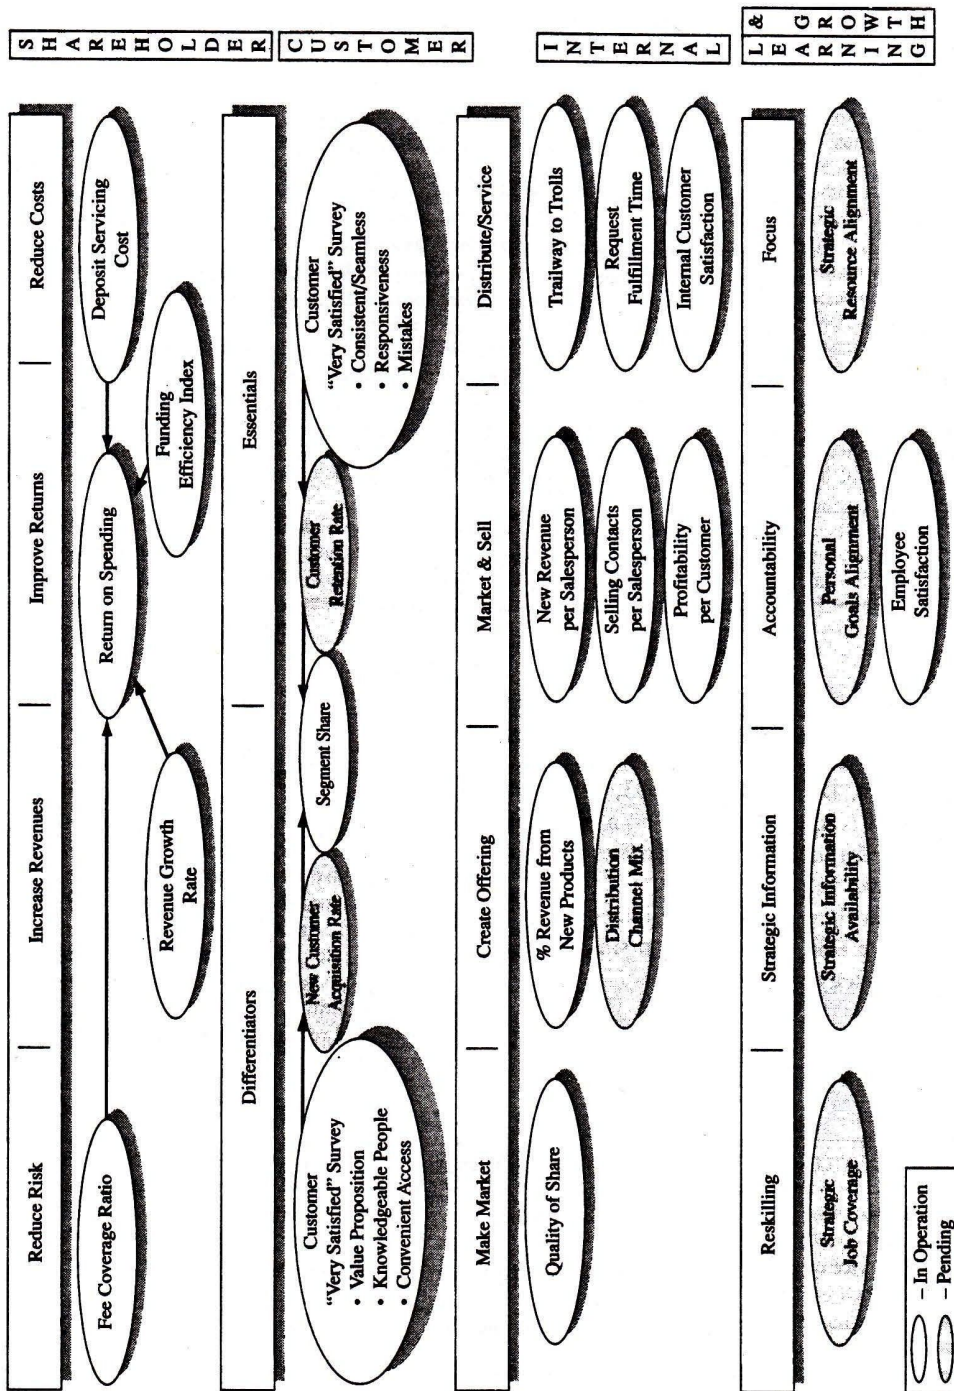 SHAREHOLDER
Reduce Risk
Increase Revenues
Improve Returns
Reduce Costs
Fee Coverage Ratio
Return on Spending
Deposit Servicing
Cost
Revenue Growth
Rate
Funding
Efficiency Index
CUSTOMER
Differentiators
Essentials
Customer
“Very Satisfied” Survey
• Value Proposition
• Knowledgeable People
• Convenient Access
New Customer
Acquisition Rate
Segment Share
Customer
Retention Rate
Customer
“Very Satisfied” Survey
• Consistent/Seamless
• Responsiveness
• Mistakes
INTERNAL
Make Market
Create Offering
Market & Sell
Distribute/Service
Quality of Share
% Revenue from
New Products
New Revenue
per Salesperson
Trailway to Trolls
Distribution
Channel Mix
Selling Contacts
per Salesperson
Request
Fulfillment Time
Profitability
per Customer
Internal Customer
Satisfaction
LEARNING
& GROWTH
Reskilling
Strategic Information
Accountability
Focus
Strategic
Job Coverage
Strategic Information
Availability
Personal
Goals Alignment
Strategic
Resource Alignment
Employee
Satisfaction
– In Operation
– Pending